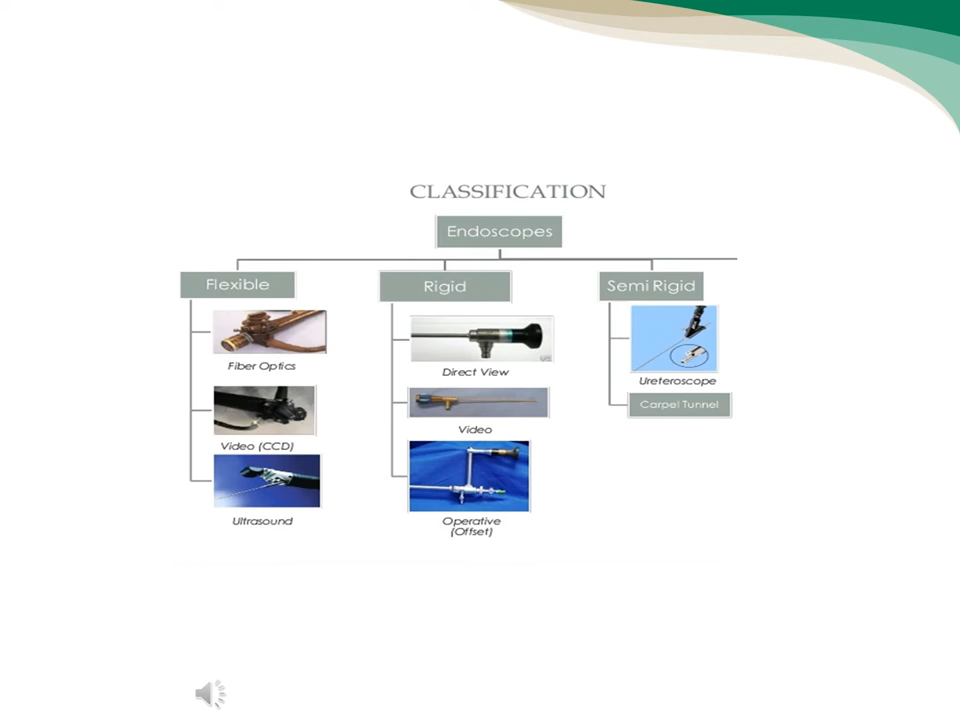 CLASSIFICATION
Endoscopes
Flexible
Rigid
Semi Rigid
Fiber Optics
Direct View
Ureteroscope
Carpel Tunnel
Video
Video (CCD)
Ultrasound
Operative
(Offset)